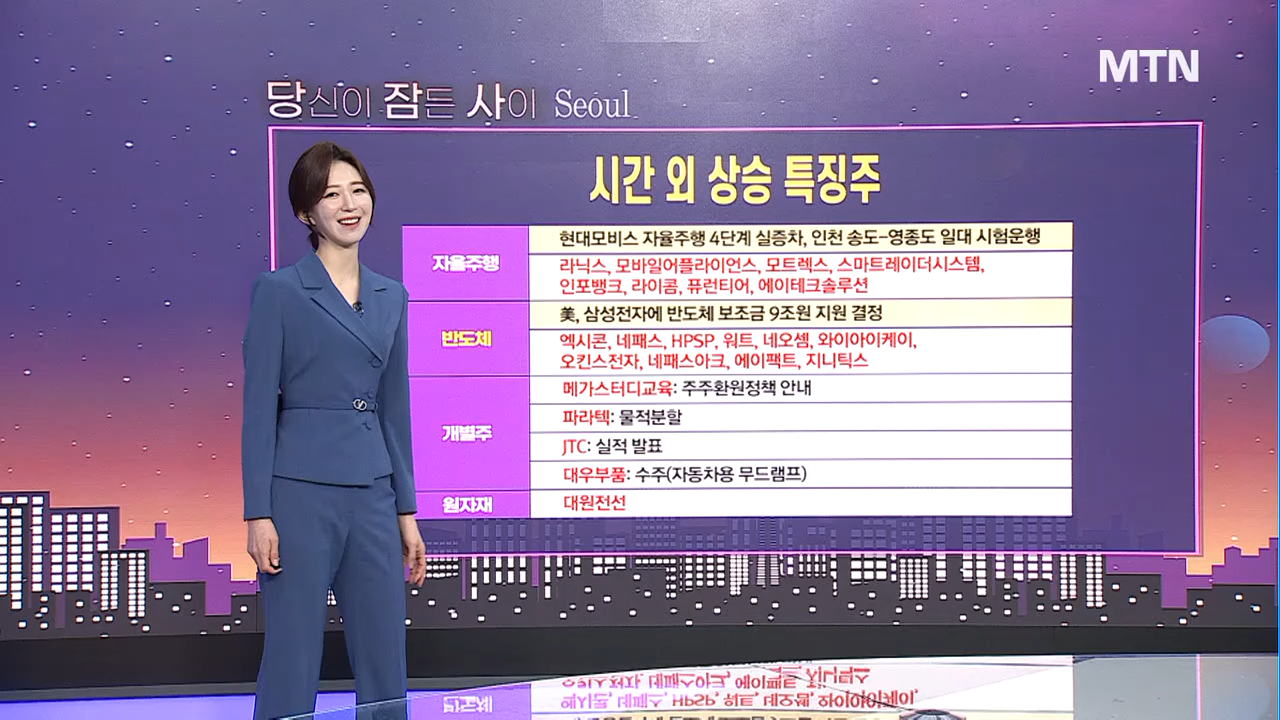 MTN
당신이 잠든 사이 Seoul
시간 외 상승 특징주
자율주행
현대모비스 자율주행 4단계 실증차, 인천 송도-영종도 일대 시험운행
라닉스, 모바일어플라이언스, 모트렉스, 스마트레이더시스템,
인포뱅크, 라이콤, 퓨런티어, 에이테크솔루션
반도체
美, 삼성전자에 반도체 보조금 9조원 지원 결정
엑시콘, 네패스, HPSP, 워트, 네오셈, 와이아이케이,
오킨스전자, 네패스아크, 에이팩트, 지니틱스
개별주
메가스터디교육: 주주환원정책 안내
파라텍: 물적분할
JTC: 실적 발표
대우부품: 수주(자동차용 무드램프)
원자재
대원전선